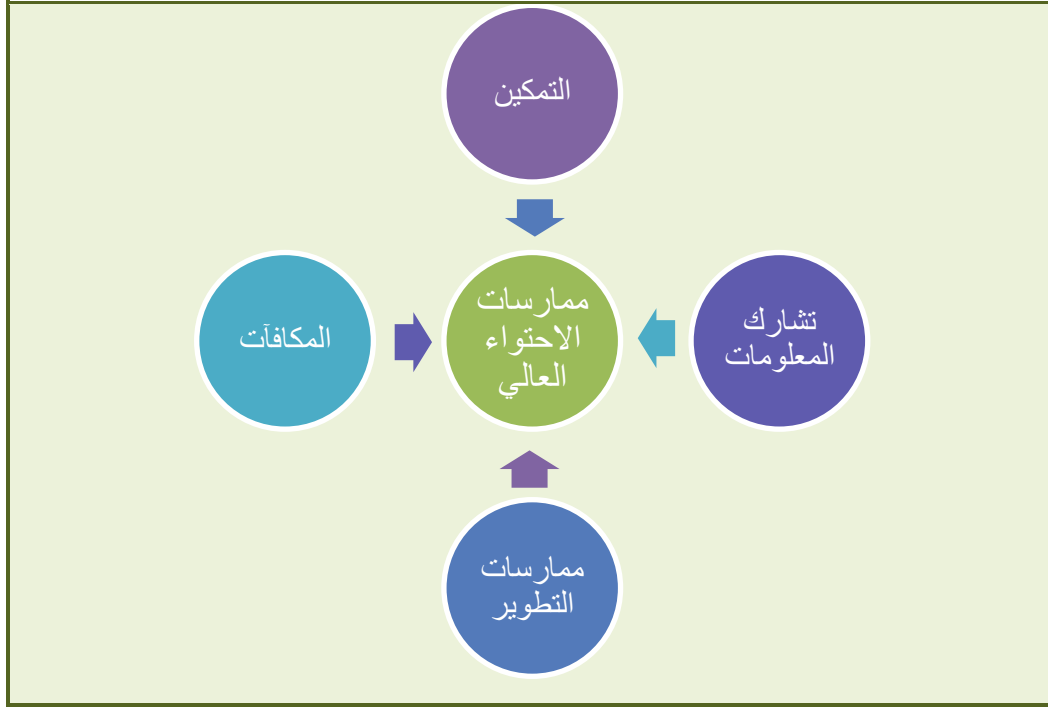 التمكين
ممارسات
الاحتواء
العالي
تشارك
المعلومات
المكافآت
ممارسات
التطوير